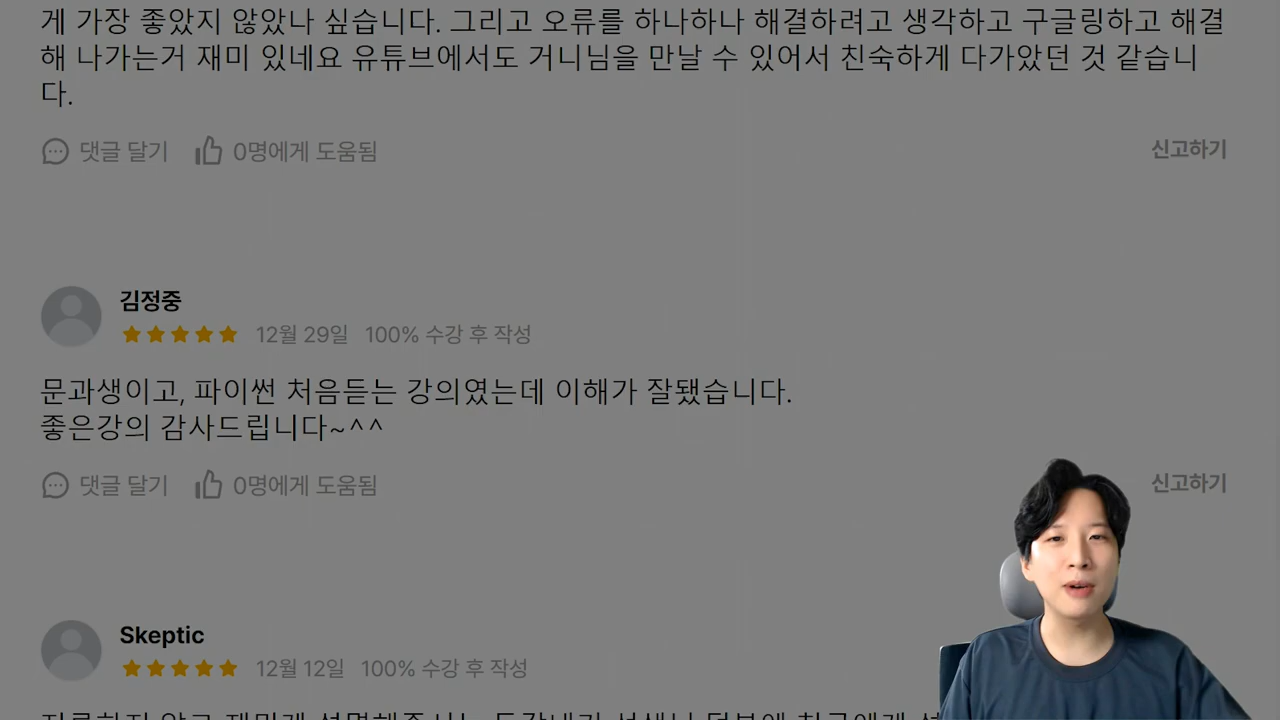 게 가장 좋았지 않았나 싶습니다. 그리고 오류를 하나하나 해결하려고 생각하고 구글링하고 해결
해 나가는거 재미 있네요 유튜브에서도 거니님을 만날 수 있어서 친숙하게 다가았던 것 같습니
다.
댓글 달기 0명에게 도움됨 신고하기
김정중
12월 29일 100% 수강 후 작성
문과생이고, 파이썬 처음듣는 강의였는데 이해가 잘됐습니다.
좋은강의 감사드립니다~^^
댓글 달기 0명에게 도움됨 신고하기
Skeptic
12월 12일 100% 수강 후 작성